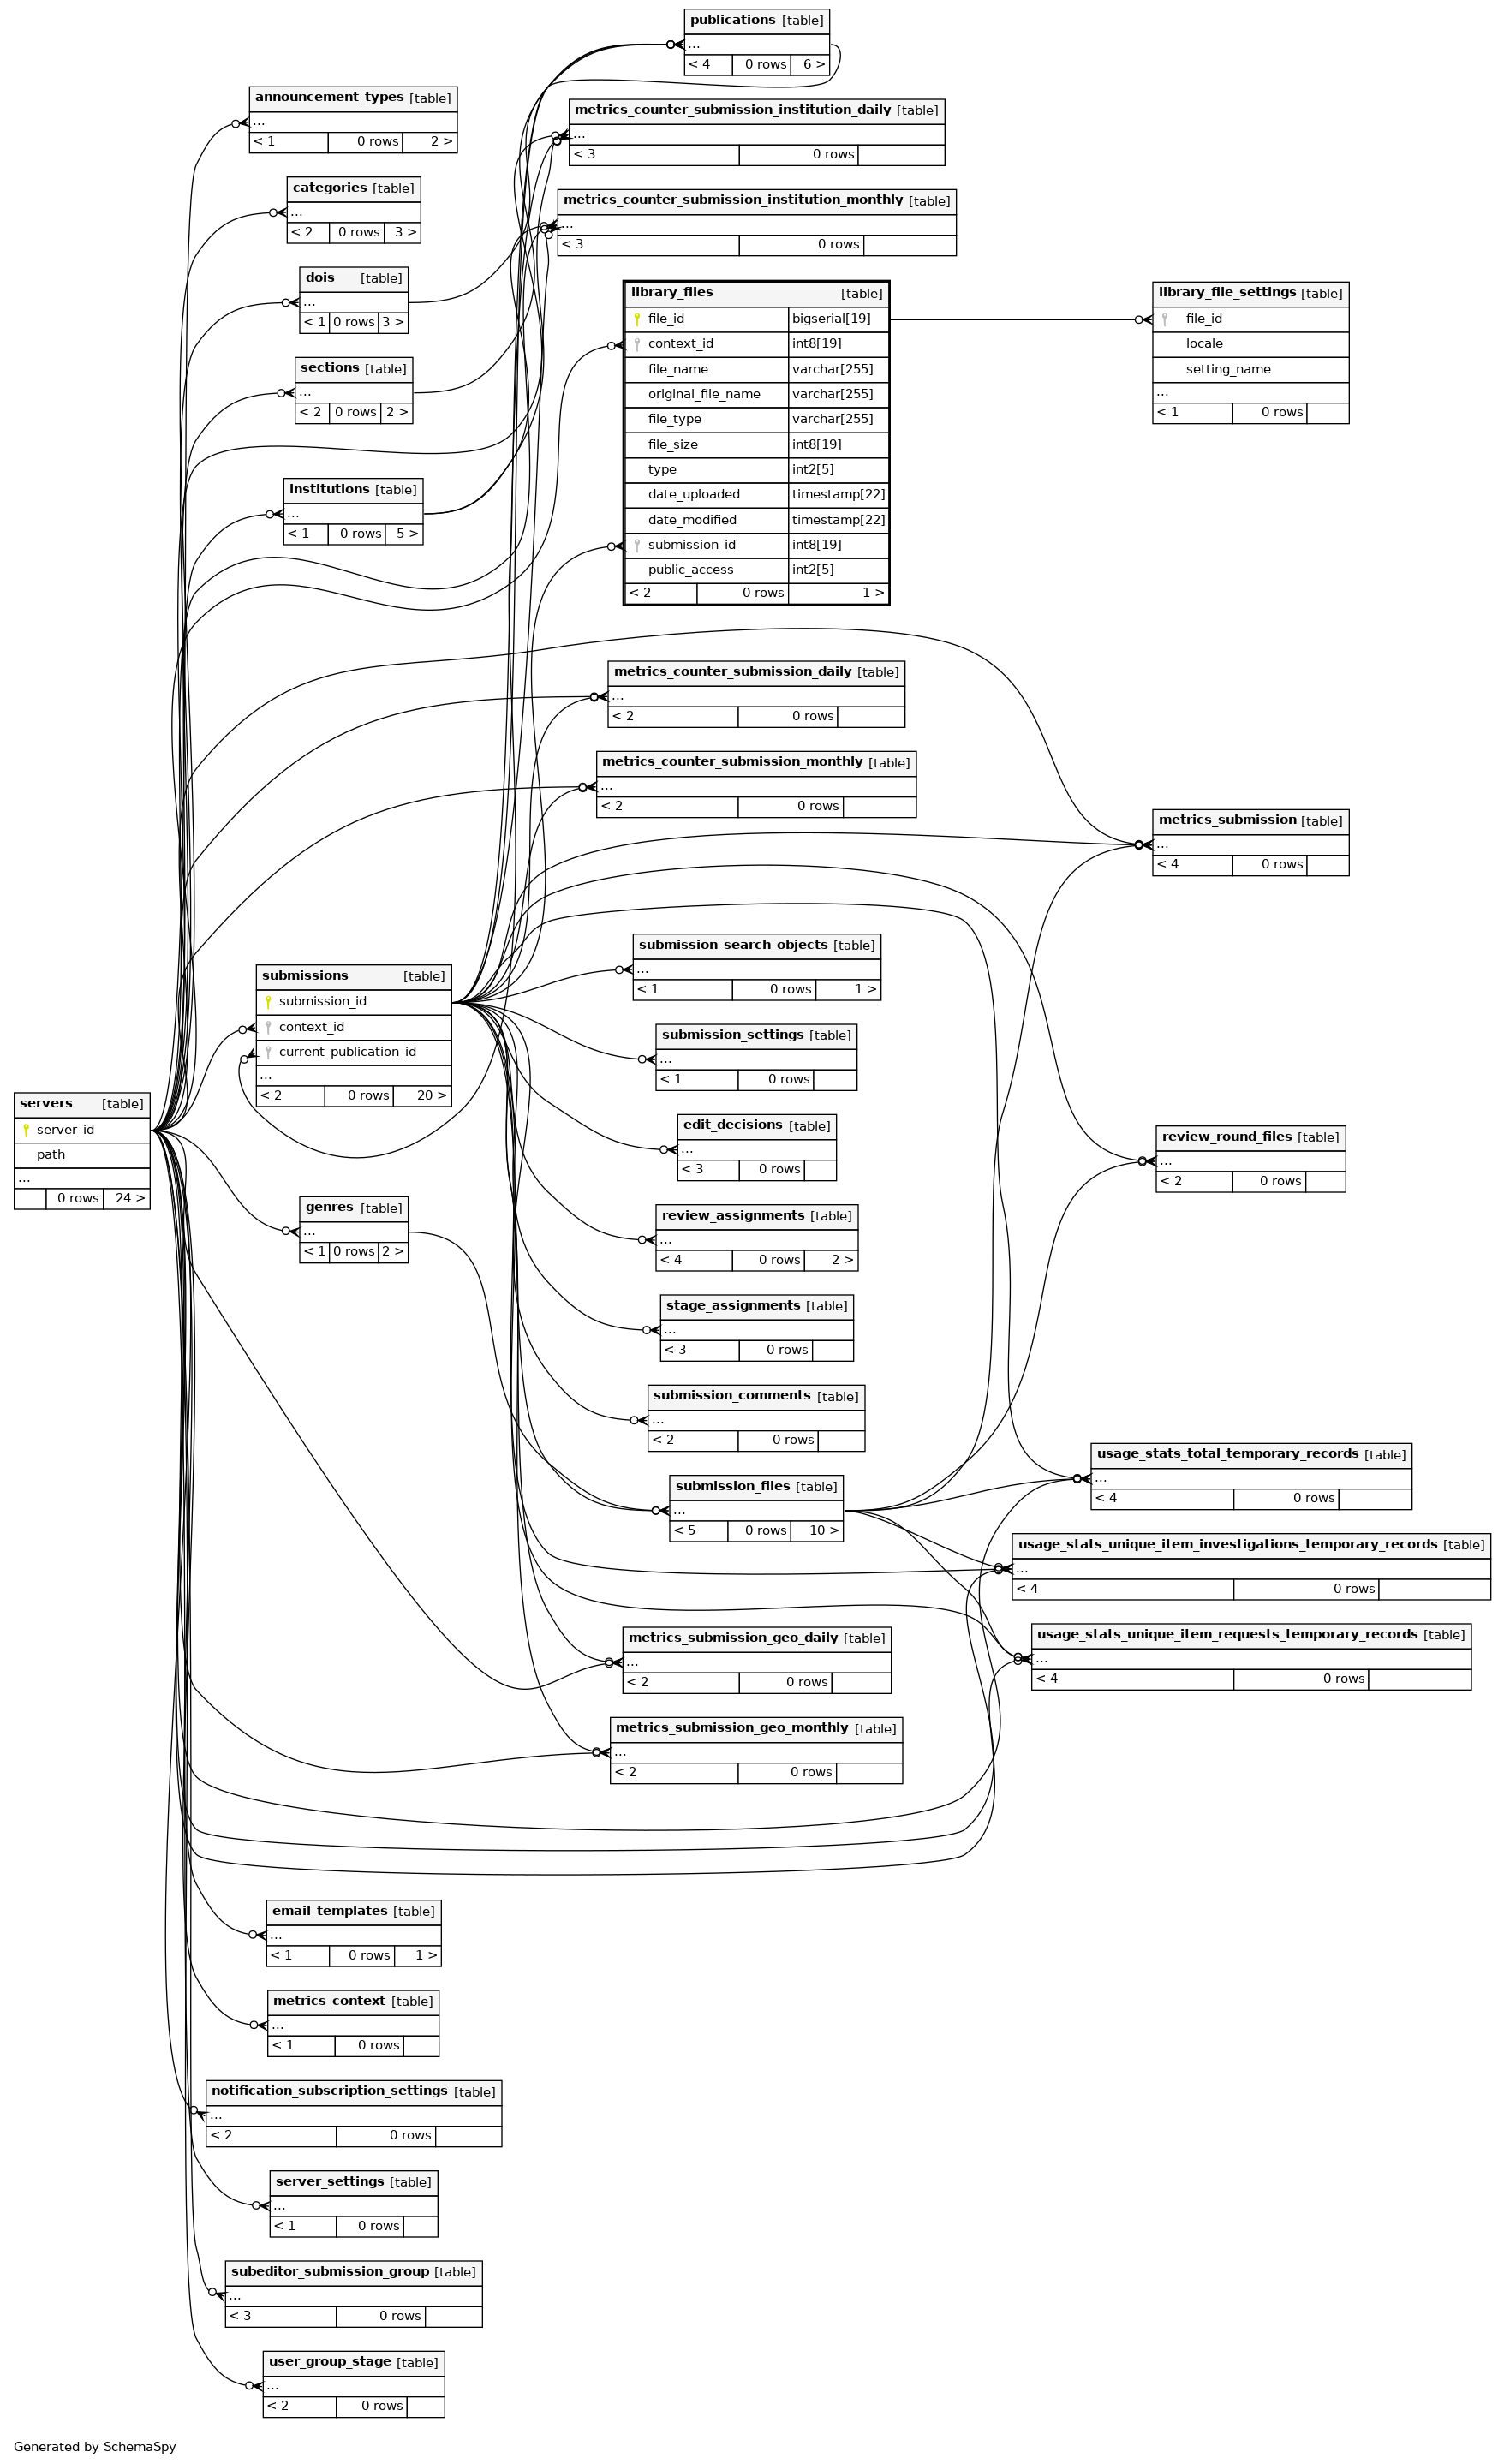 publications [table]
...
< 4 0 rows 6 >
announcement_types [table]
...
< 1 0 rows 2 >
metrics_counter_submission_institution_daily [table]
...
< 3 0 rows
categories [table]
...
< 2 0 rows 3 >
metrics_counter_submission_institution_monthly [table]
...
< 3 0 rows
dois [table]
...
< 1 0 rows 3 >
sections [table]
...
< 2 0 rows 2 >
institutions [table]
...
< 1 0 rows 5 >
library_files [table]
file_id bigserial[19]
context_id int8[19]
file_name varchar[255]
original_file_name varchar[255]
file_type varchar[255]
file_size int8[19]
type int2[5]
date_uploaded timestamp[22]
date_modified timestamp[22]
submission_id int8[19]
public_access int2[5]
< 2 0 rows 1 >
library_file_settings [table]
file_id
locale
setting_name
...
< 1 0 rows
metrics_counter_submission_daily [table]
...
< 2 0 rows
metrics_counter_submission_monthly [table]
...
< 2 0 rows
metrics_submission [table]
...
< 4 0 rows
submission_search_objects [table]
...
< 1 0 rows 1 >
submissions [table]
submission_id
context_id
current_publication_id
...
< 2 0 rows 20 >
submission_settings [table]
...
< 1 0 rows
servers [table]
server_id
path
...
0 rows 24 >
edit_decisions [table]
...
< 3 0 rows
review_round_files [table]
...
< 2 0 rows
genres [table]
...
< 1 0 rows 2 >
review_assignments [table]
...
< 4 0 rows 2 >
stage_assignments [table]
...
< 3 0 rows
submission_comments [table]
...
< 2 0 rows
usage_stats_total_temporary_records [table]
...
< 4 0 rows
submission_files [table]
...
< 5 0 rows 10 >
usage_stats_unique_item_investigations_temporary_records [table]
...
< 4 0 rows
metrics_submission_geo_daily [table]
...
< 2 0 rows
usage_stats_unique_item_requests_temporary_records [table]
...
< 4 0 rows
metrics_submission_geo_monthly [table]
...
< 2 0 rows
email_templates [table]
...
< 1 0 rows 1 >
metrics_context [table]
...
< 1 0 rows
notification_subscription_settings [table]
...
< 2 0 rows
server_settings [table]
...
< 1 0 rows
subeditor_submission_group [table]
...
< 3 0 rows
user_group_stage [table]
...
< 2 0 rows
Generated by SchemaSpy